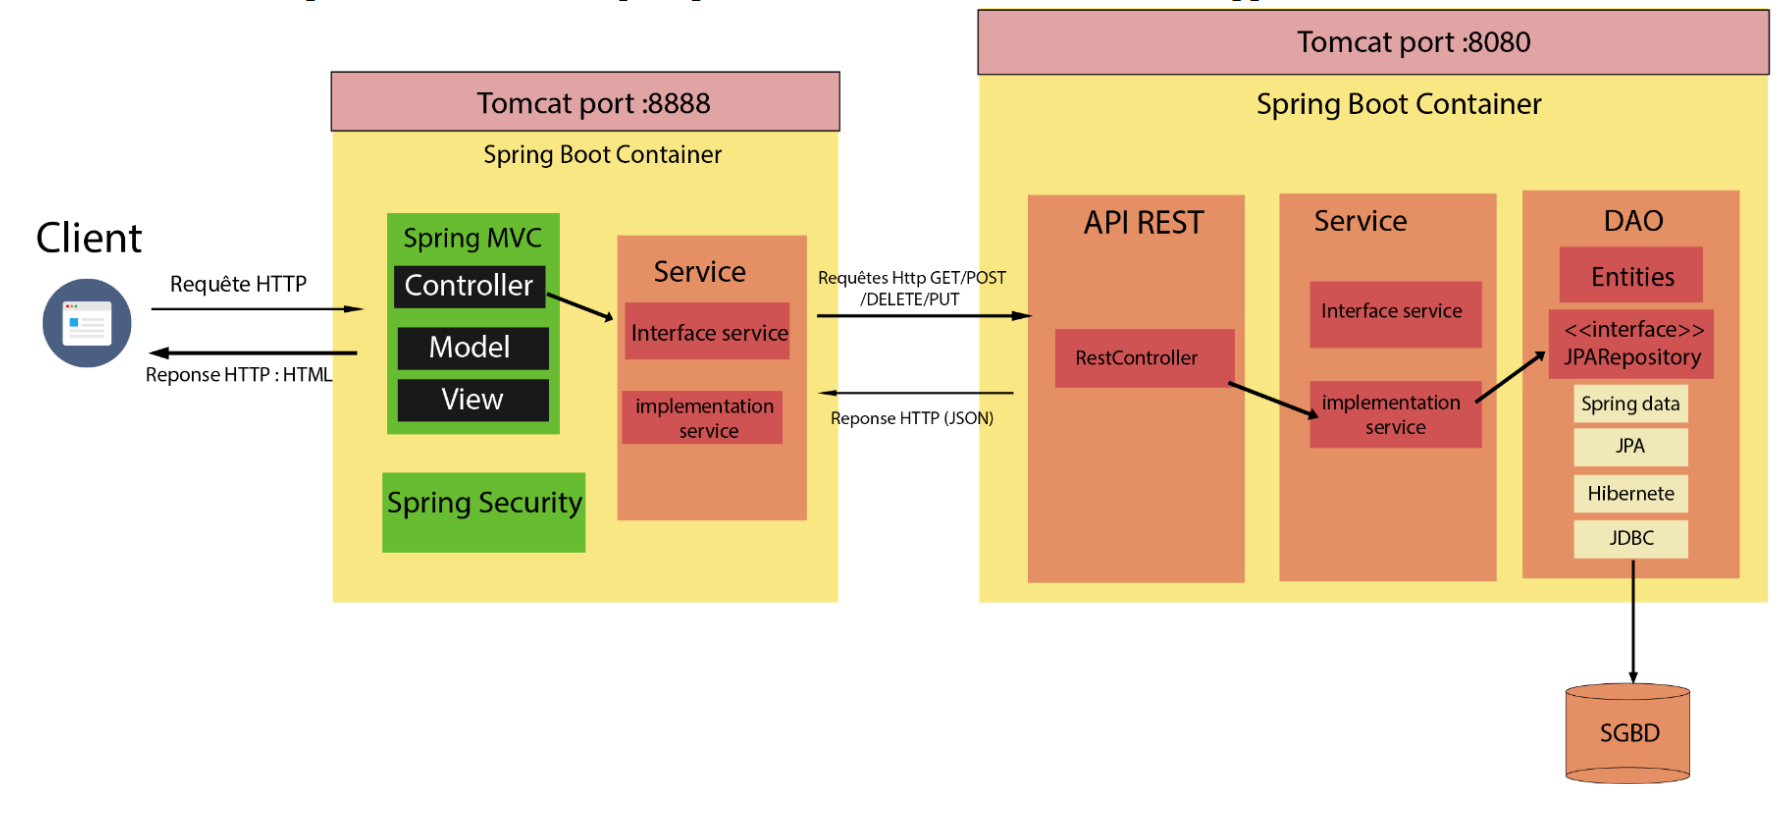 Tomcat port :8080
Tomcat port :8888
Spring Boot Container
Spring Boot Container
Client
Requête HTTP
Reponse HTTP : HTML
Spring MVC
Controller
Model
View
Spring Security
Service
Interface service
implementation
service
Requêtes Http GET/POST
/DELETE/PUT
Reponse HTTP (JSON)
API REST
RestController
Service
Interface service
implementation
service
DAO
Entities
<<interface>>
JPARepository
Spring data
JPA
Hibernete
JDBC
SGBD